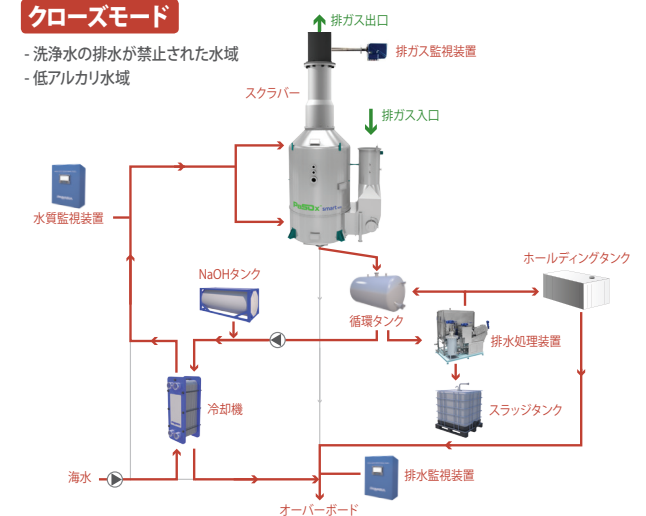 クローズモード
- 洗浄水の排水が禁止された水域
- 低アルカリ水域
排ガス出口
排ガス監視装置
スクラバー
排ガス入口
水質監視装置
NaOHタンク
循環タンク
ホールディングタンク
排水処理装置
スラッジタンク
冷却機
海水
排水監視装置
オーバーボード